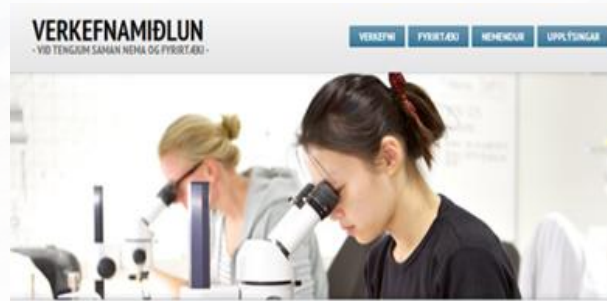 VERKEFNAMIÐLUN
- VIÐ TENGJUM SAMAN NEMA OG FYRIRTÆKI -
VERKEFNI FYRIRTÆKI NEMENDUR UPPLÝSINGAR